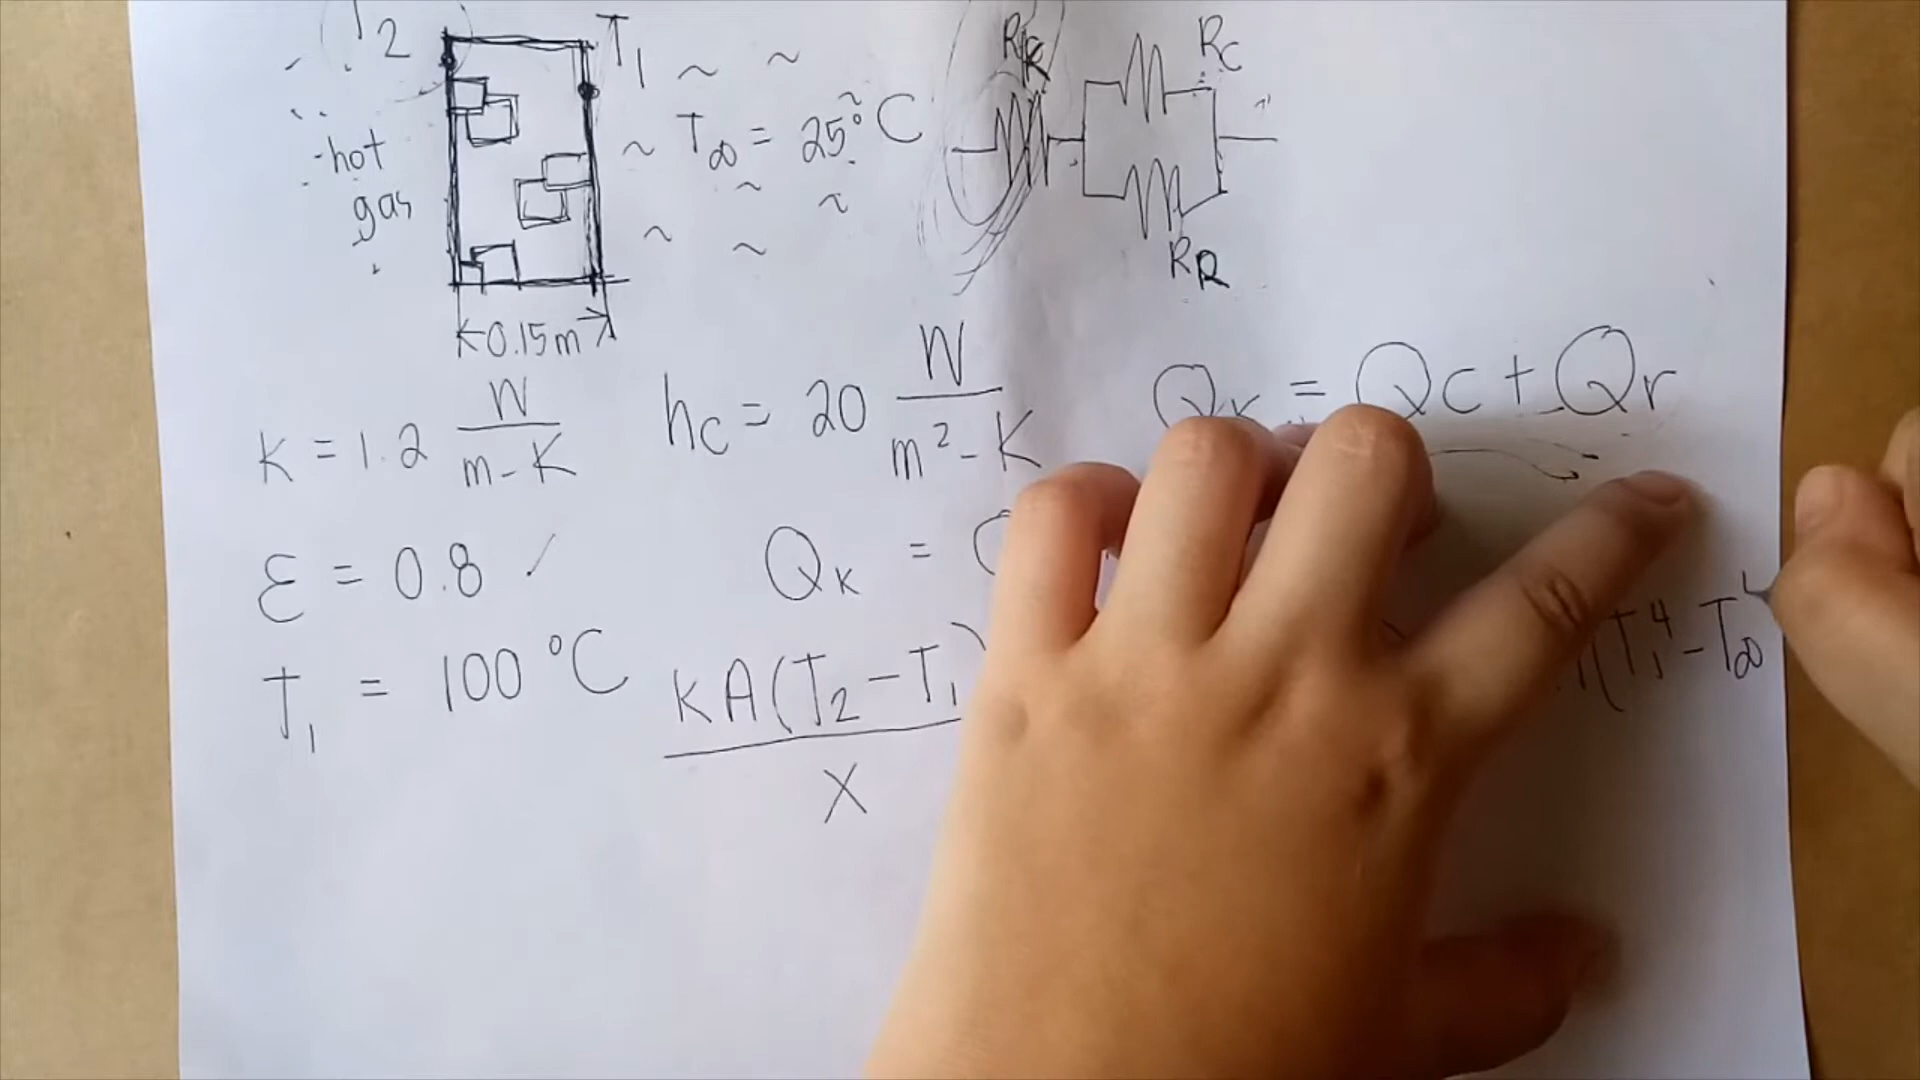 T2
T1
hot
gas
T∞ = 25°C
Rk
Rc
RR
0.15m
K = 1.2 W/m-K
hc = 20 W/m²-K
= Qc + Qr
ε = 0.8 ✓
QK =
T1 = 100 °C
KA(T2 - T1)
X
(T1⁴ - T∞